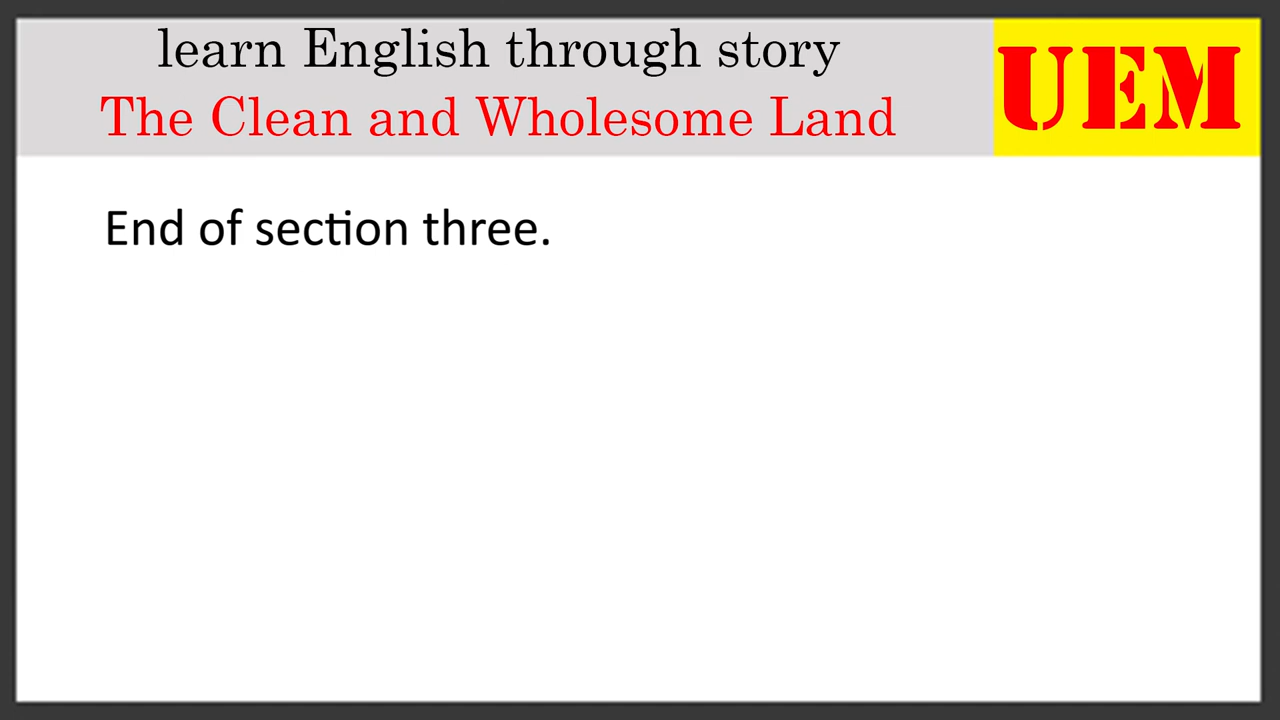 learn English through story
The Clean and Wholesome Land
UEM
End of section three.